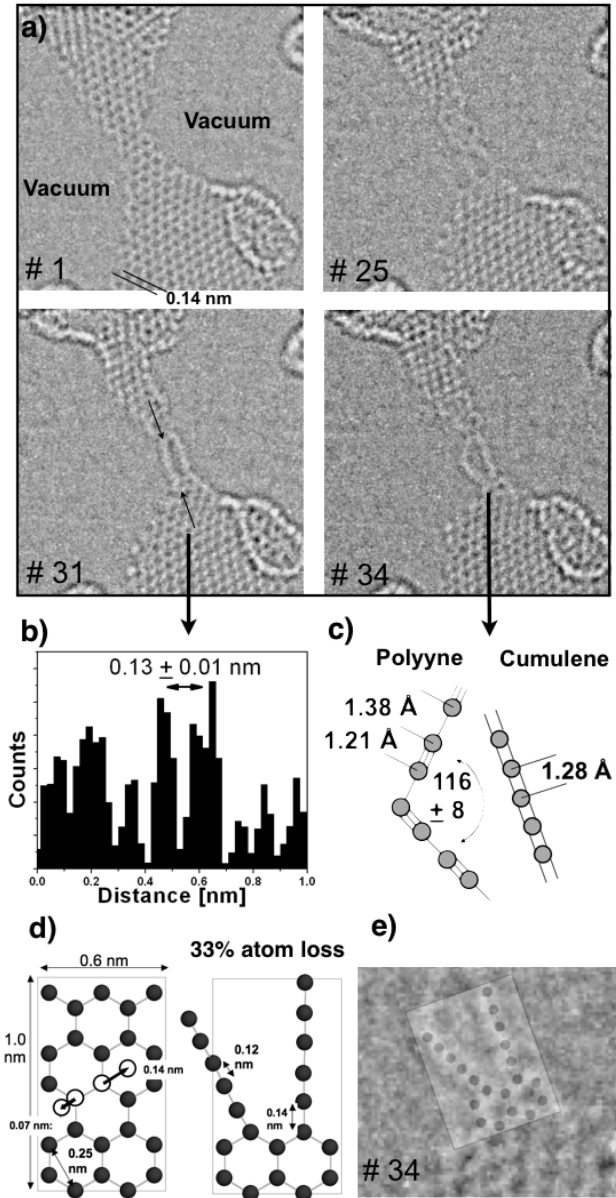 a)
Vacuum
Vacuum
# 1
0.14 nm
# 25
# 31
# 34
b)
0.13 ± 0.01 nm
Counts
0.0 0.2 0.4 0.6 0.8 1.0
Distance [nm]
c)
Polyyne Cumulene
1.38 Å
1.21 Å
116
± 8
1.28 Å
d)
0.6 nm
1.0
nm
0.14 nm
0.07 nm:
0.25
nm
33% atom loss
0.12
nm
0.14
nm
e)
# 34